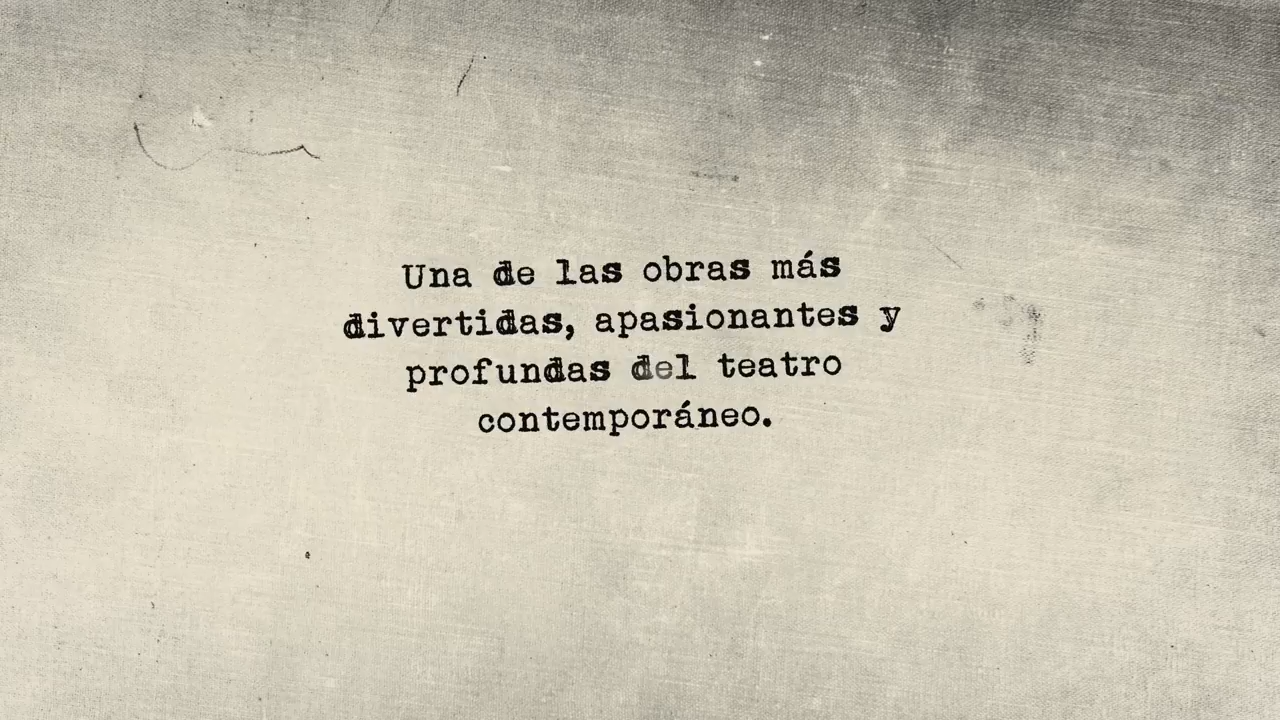 Una de las obras más
divertidas, apasionantes y
profundas del teatro
contemporáneo.